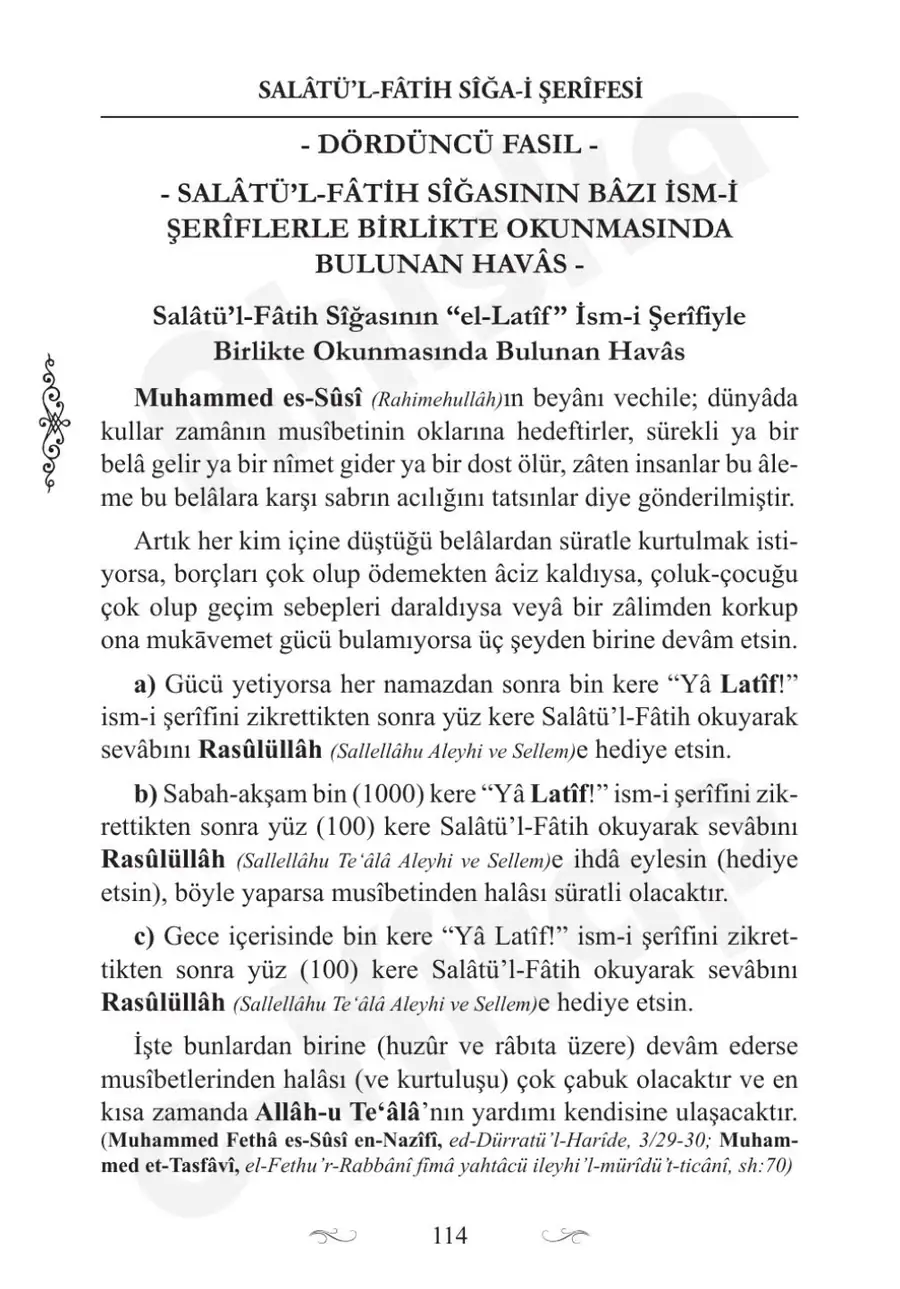 SALÂTÜ’L-FÂTİH SÎĞA-İ ŞERÎFESİ
- DÖRDÜNCÜ FASIL -
- SALÂTÜ’L-FÂTİH SÎĞASININ BÂZI İSM-İ
ŞERÎFLERLE BİRLİKTE OKUNMASINDA
BULUNAN HAVÂS -
Salâtü’l-Fâtih Sîğasının “el-Latîf” İsm-i Şerîfiyle
Birlikte Okunmasında Bulunan Havâs
Muhammed es-Sûsî (Rahimehullâh)ın beyânı vechile; dünyâda
kullar zamânın musîbetinin oklarına hedeftirler, sürekli ya bir
belâ gelir ya bir nîmet gider ya bir dost ölür, zâten insanlar bu âle-
me bu belâlara karşı sabrın acılığını tatsınlar diye gönderilmiştir.
Artık her kim içine düştüğü belâlardan süratle kurtulmak isti-
yorsa, borçları çok olup ödemekten âciz kaldıysa, çoluk-çocuğu
çok olup geçim sebepleri daraldıysa veyâ bir zâlimden korkup
ona mukāvemet gücü bulamıyorsa üç şeyden birine devâm etsin.
a) Gücü yetiyorsa her namazdan sonra bin kere “Yâ Latîf!”
ism-i şerîfini zikrettikten sonra yüz kere Salâtü’l-Fâtih okuyarak
sevâbını Rasûlüllâh (Sallellâhu Aleyhi ve Sellem)e hediye etsin.
b) Sabah-akşam bin (1000) kere “Yâ Latîf!” ism-i şerîfini zik-
rettikten sonra yüz (100) kere Salâtü’l-Fâtih okuyarak sevâbını
Rasûlüllâh (Sallellâhu Te‘âlâ Aleyhi ve Sellem)e ihdâ eylesin (hediye
etsin), böyle yaparsa musîbetinden halâsı süratli olacaktır.
c) Gece içerisinde bin kere “Yâ Latîf!” ism-i şerîfini zikret-
tikten sonra yüz (100) kere Salâtü’l-Fâtih okuyarak sevâbını
Rasûlüllâh (Sallellâhu Te‘âlâ Aleyhi ve Sellem)e hediye etsin.
İşte bunlardan birine (huzûr ve râbıta üzere) devâm ederse
musîbetlerinden halâsı (ve kurtuluşu) çok çabuk olacaktır ve en
kısa zamanda Allâh-u Te‘âlâ’nın yardımı kendisine ulaşacaktır.
(Muhammed Fethâ es-Sûsî en-Nazîfî, ed-Dürratü’l-Harîde, 3/29-30; Muham-
med et-Tasfâvî, el-Fethu’r-Rabbânî fîmâ yahtâcü ileyhi’l-mürîdü’t-ticânî, sh:70)
114